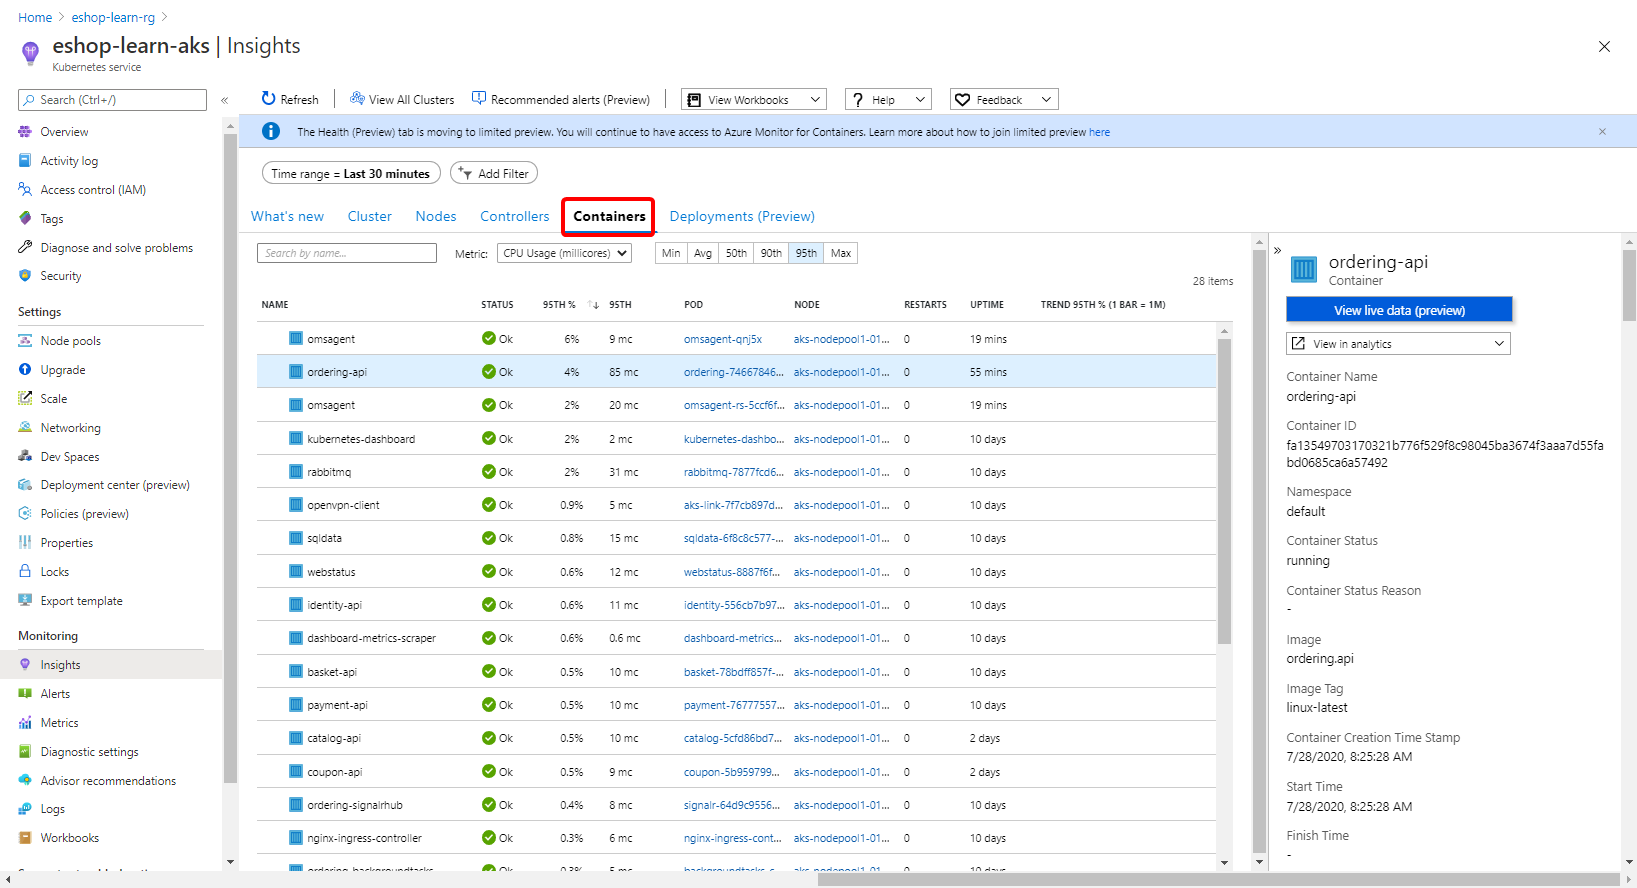 Home > eshop-learn-rg >
eshop-learn-aks | Insights
Kubernetes service
Search (Ctrl+/)
«
Overview
Activity log
Access control (IAM)
Tags
Diagnose and solve problems
Security
Settings
Node pools
Upgrade
Scale
Networking
Dev Spaces
Deployment center (preview)
Policies (preview)
Properties
Locks
Export template
Monitoring
Insights
Alerts
Metrics
Diagnostic settings
Advisor recommendations
Logs
Workbooks
Refresh View All Clusters Recommended alerts (Preview) View Workbooks Help Feedback
The Health (Preview) tab is moving to limited preview. You will continue to have access to Azure Monitor for Containers. Learn more about how to join limited preview here
Time range = Last 30 minutes Add Filter
What's new Cluster Nodes Controllers Containers Deployments (Preview)
Search by name... Metric: CPU Usage (millicores) Min Avg 50th 90th 95th Max
28 items
NAME STATUS 95TH % 95TH POD NODE RESTARTS UPTIME TREND 95TH % (1 BAR = 1M)
omsagent Ok 6% 9 mc omsagent-qnj5x aks-nodepool1-01... 0 19 mins
ordering-api Ok 4% 85 mc ordering-74667846... aks-nodepool1-01... 0 55 mins
omsagent Ok 2% 20 mc omsagent-rs-5ccf6f... aks-nodepool1-01... 0 19 mins
kubernetes-dashboard Ok 2% 2 mc kubernetes-dashbo... aks-nodepool1-01... 0 10 days
rabbitmq Ok 2% 31 mc rabbitmq-7877fcd6... aks-nodepool1-01... 0 10 days
openvpn-client Ok 0.9% 5 mc aks-link-7f7cb897d... aks-nodepool1-01... 0 10 days
sqldata Ok 0.8% 15 mc sqldata-6f8c8c577-... aks-nodepool1-01... 0 10 days
webstatus Ok 0.6% 12 mc webstatus-8887f6f... aks-nodepool1-01... 0 10 days
identity-api Ok 0.6% 11 mc identity-556cb7b97... aks-nodepool1-01... 0 10 days
dashboard-metrics-scraper Ok 0.6% 0.6 mc dashboard-metrics... aks-nodepool1-01... 0 10 days
basket-api Ok 0.5% 10 mc basket-78bdff857f-... aks-nodepool1-01... 0 10 days
payment-api Ok 0.5% 10 mc payment-76777557... aks-nodepool1-01... 0 10 days
catalog-api Ok 0.5% 10 mc catalog-5cfd86bd7... aks-nodepool1-01... 0 2 days
coupon-api Ok 0.5% 9 mc coupon-5b959799... aks-nodepool1-01... 0 2 days
ordering-signalrhub Ok 0.4% 8 mc signalr-64d9c9556... aks-nodepool1-01... 0 10 days
nginx-ingress-controller Ok 0.3% 6 mc nginx-ingress-cont... aks-nodepool1-01... 0 10 days
ordering-backgroundtasks Ok 0.3% 5 mc backgroundtasks-c... aks-nodepool1-01... 0 10 days
»
ordering-api
Container
View live data (preview)
View in analytics
Container Name
ordering-api
Container ID
fa13549703170321b776f529f8c98045ba3674f3aaa7d55fa
bd0685ca6a57492
Namespace
default
Container Status
running
Container Status Reason
-
Image
ordering.api
Image Tag
linux-latest
Container Creation Time Stamp
7/28/2020, 8:25:28 AM
Start Time
7/28/2020, 8:25:28 AM
Finish Time
-